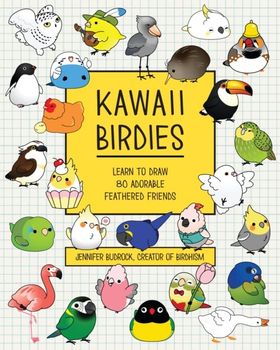 KAWAII
BIRDIES
LEARN TO DRAW
80 ADORABLE
FEATHERED FRIENDS
JENNIFER BUDROCK, CREATOR OF BIRDHISM